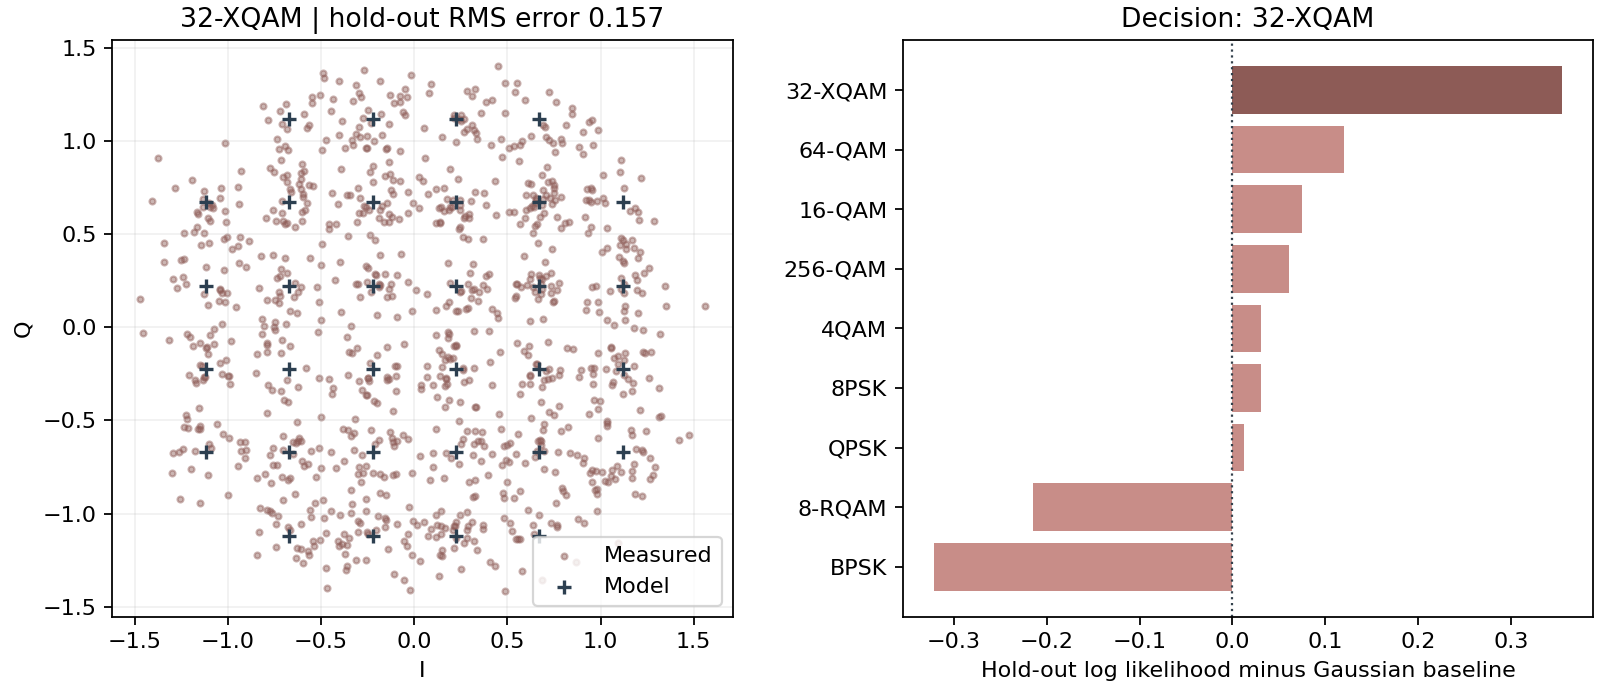 32-XQAM | hold-out RMS error 0.157
1.5
1.0
0.5
0.0
−0.5
−1.0
−1.5
Q
Measured
Model
−1.5 −1.0 −0.5 0.0 0.5 1.0 1.5
I
Decision: 32-XQAM
32-XQAM
64-QAM
16-QAM
256-QAM
4QAM
8PSK
QPSK
8-RQAM
BPSK
−0.3 −0.2 −0.1 0.0 0.1 0.2 0.3
Hold-out log likelihood minus Gaussian baseline